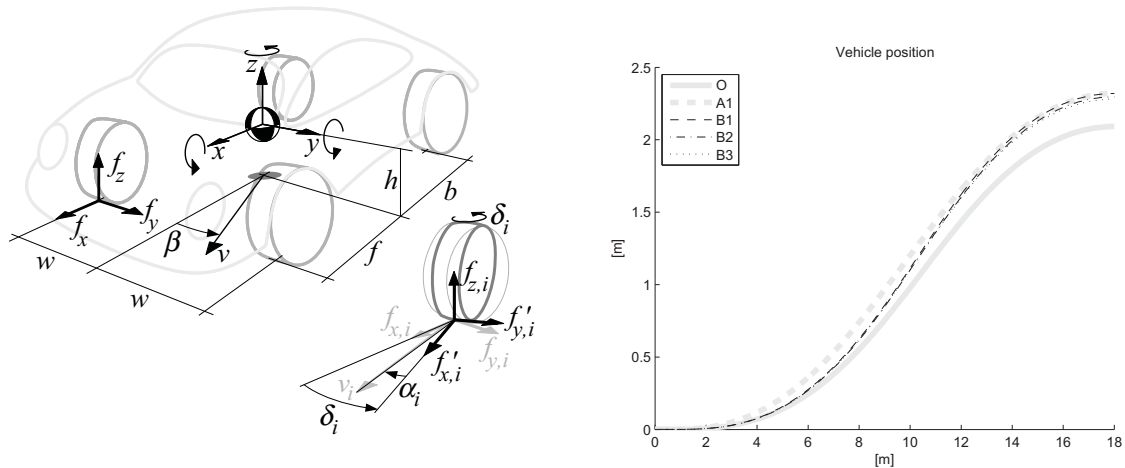 z
x
y
f_z
f_y
f_x
w
w
β
v
h
b
f
δ_i
f_{z,i}
f_{x,i}
f'_{y,i}
f_{y,i}
f'_{x,i}
v_i
α_i
δ_i
Vehicle position
2.5
2
1.5
1
0.5
0
[m]
O
A1
B1
B2
B3
0 2 4 6 8 10 12 14 16 18
[m]